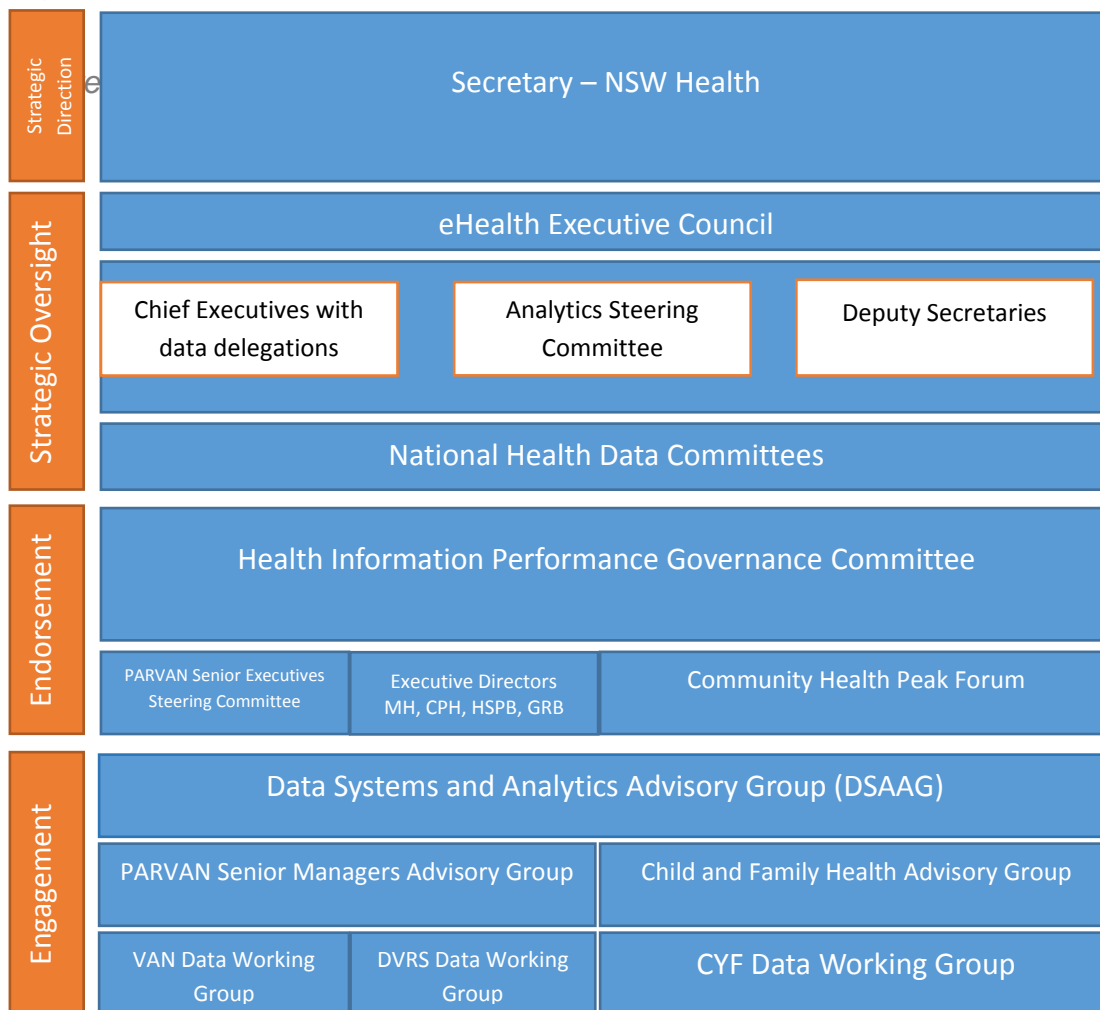 Strategic
Direction
e
Secretary – NSW Health
Strategic Oversight
eHealth Executive Council
Chief Executives with
data delegations
Analytics Steering
Committee
Deputy Secretaries
National Health Data Committees
Endorsement
Health Information Performance Governance Committee
PARVAN Senior Executives
Steering Committee
Executive Directors
MH, CPH, HSPB, GRB
Community Health Peak Forum
Engagement
Data Systems and Analytics Advisory Group (DSAAG)
PARVAN Senior Managers Advisory Group
Child and Family Health Advisory Group
VAN Data Working
Group
DVRS Data Working
Group
CYF Data Working Group